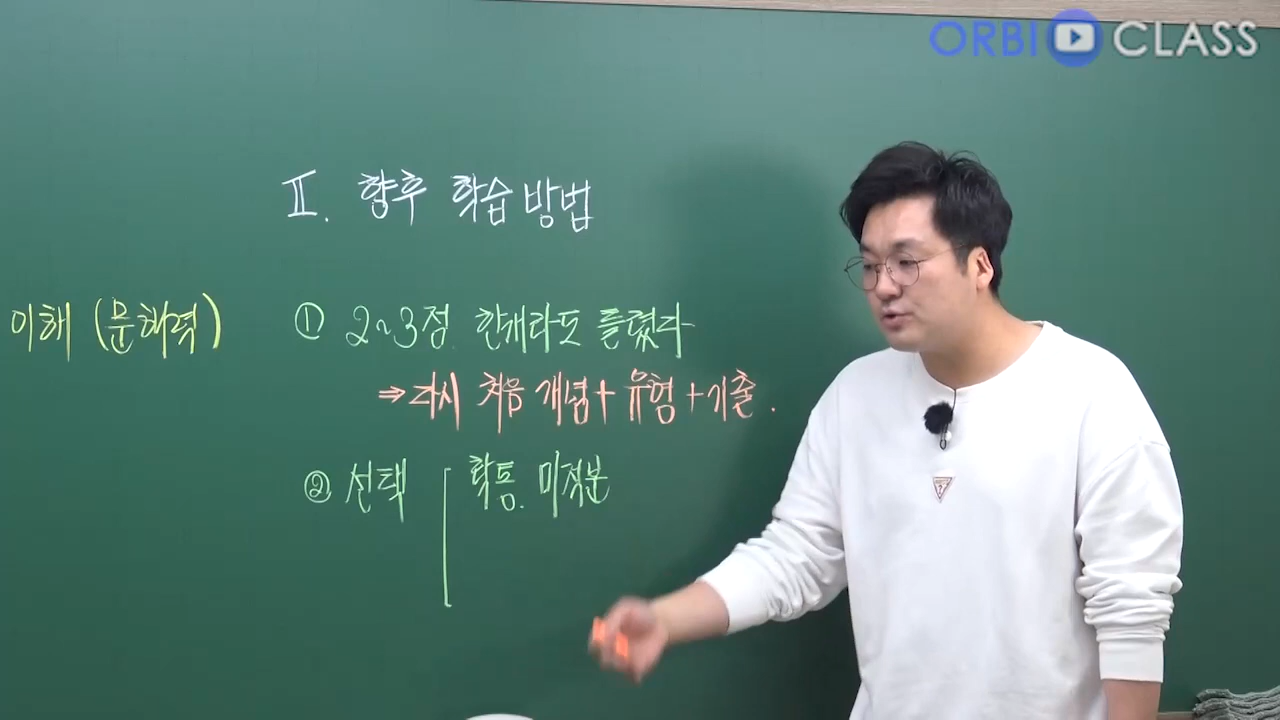 ORBI CLASS
Ⅱ. 향후 학습 방법
이해 (문해력)
① 2~3점 한개라도 틀렸다
⇒ 다시 처음 개념+유형+기출.
② 선택 [ 확통. 미적분